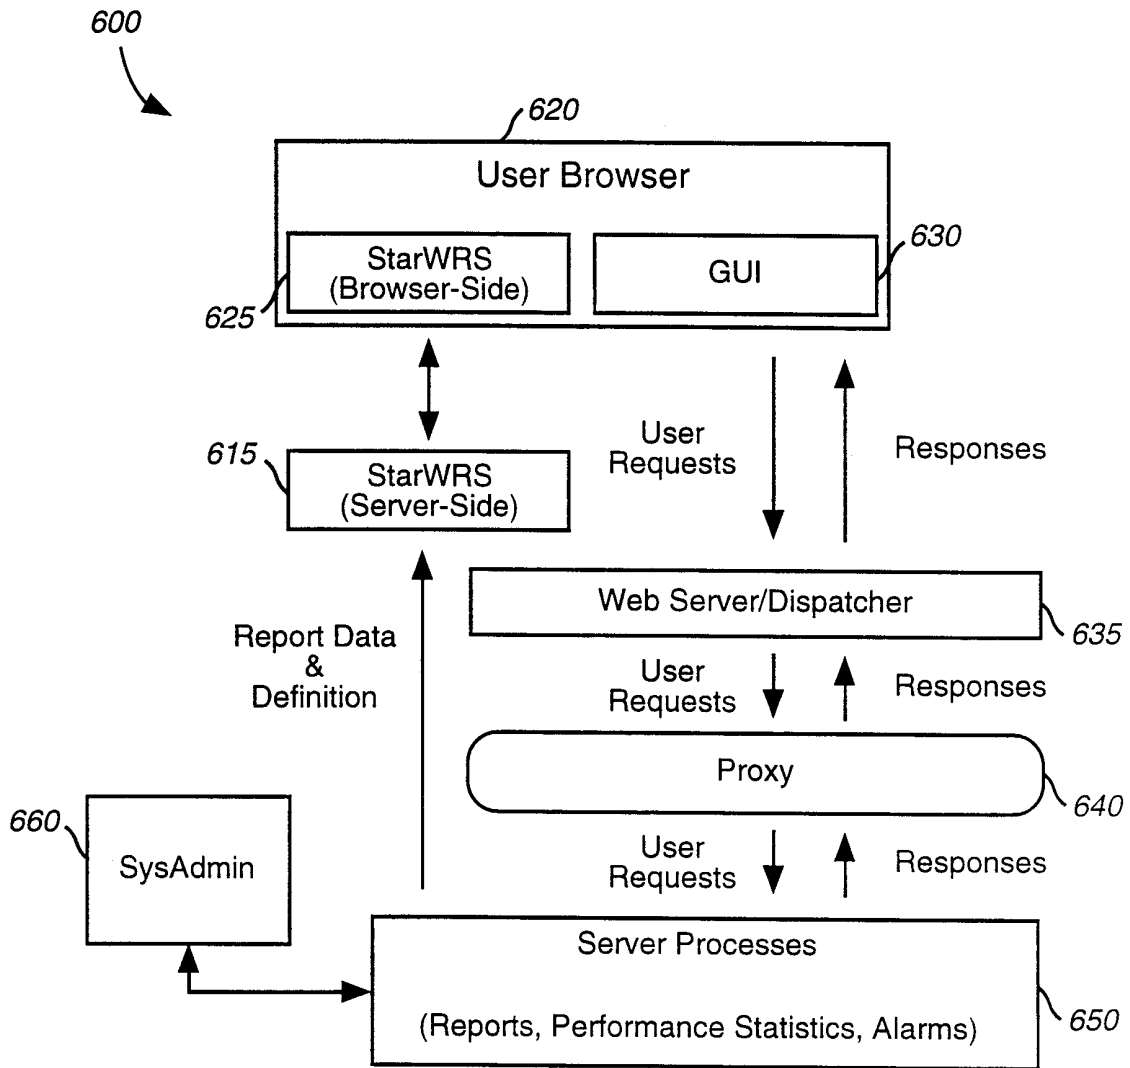 600
620
User Browser
StarWRS
(Browser-Side)
GUI
630
625
615
StarWRS
(Server-Side)
User
Requests
Responses
Web Server/Dispatcher
635
Report Data
&
Definition
User
Requests
Responses
Proxy
640
660
SysAdmin
User
Requests
Responses
Server Processes
(Reports, Performance Statistics, Alarms)
650